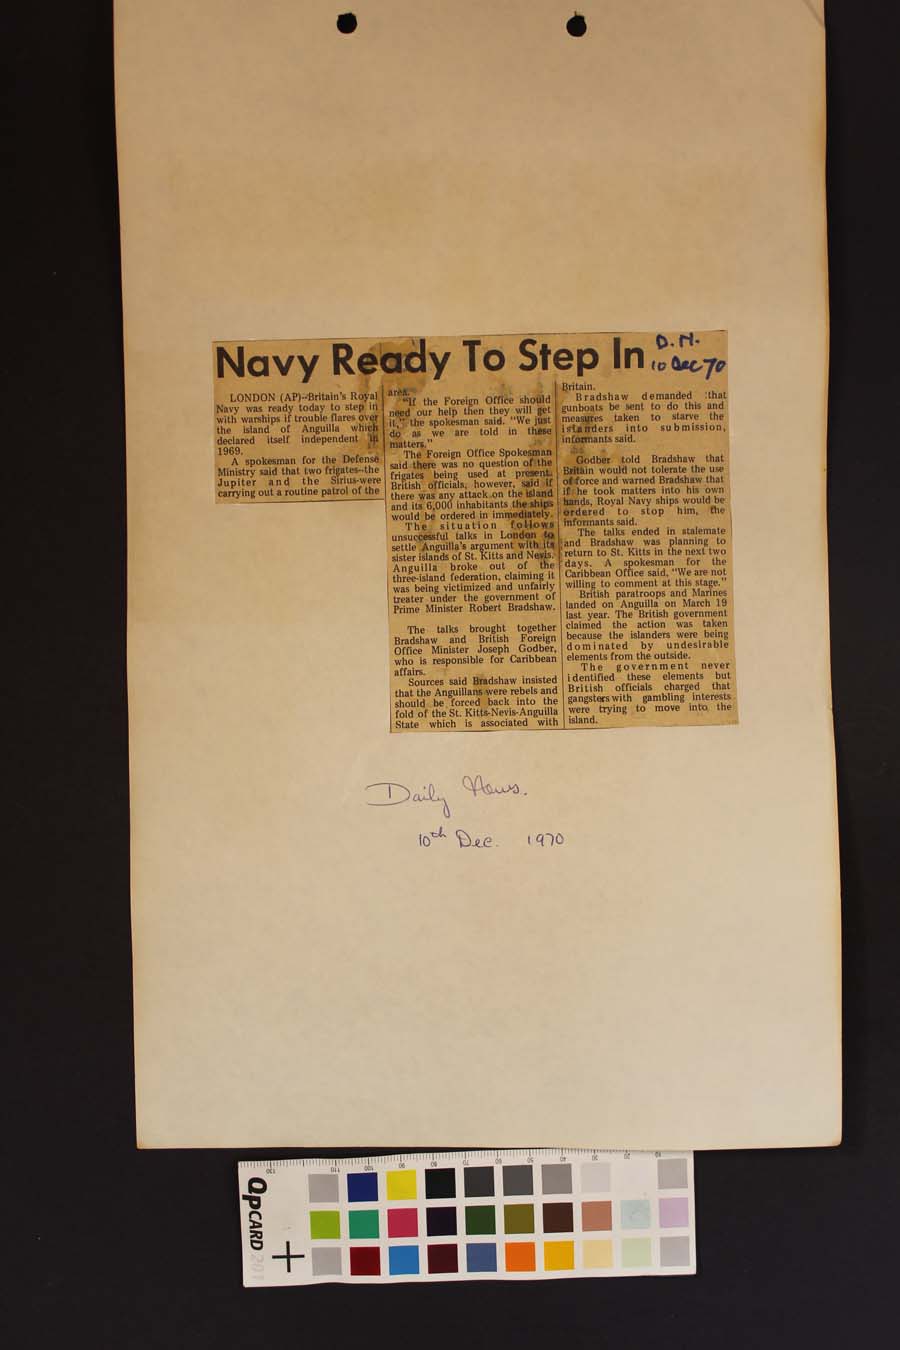 Navy Ready To Step In
D.N.
10 Dec 70
LONDON (AP)--Britain's Royal
Navy was ready today to step in
with warships if trouble flares over
the island of Anguilla which
declared itself independent in
1969.
A spokesman for the Defense
Ministry said that two frigates--the
Jupiter and the Sirius-were
carrying out a routine patrol of the
area.
"If the Foreign Office should
need our help then they will get
it," the spokesman said. "We just
do as we are told in these
matters."
The Foreign Office Spokesman
said there was no question of the
frigates being used at present.
British officials, however, said if
there was any attack on the island
and its 6,000 inhabitants the ships
would be ordered in immediately.
The situation follows
unsuccessful talks in London to
settle Anguilla's argument with its
sister islands of St. Kitts and Nevis.
Anguilla broke out of the
three-island federation, claiming it
was being victimized and unfairly
treater under the government of
Prime Minister Robert Bradshaw.
The talks brought together
Bradshaw and British Foreign
Office Minister Joseph Godber,
who is responsible for Caribbean
affairs.
Sources said Bradshaw insisted
that the Anguillans were rebels and
should be forced back into the
fold of the St. Kitts-Nevis-Anguilla
State which is associated with
Britain.
Bradshaw demanded that
gunboats be sent to do this and
measures taken to starve the
islanders into submission,
informants said.
Godber told Bradshaw that
Britain would not tolerate the use
of force and warned Bradshaw that
if he took matters into his own
hands, Royal Navy ships would be
ordered to stop him, the
informants said.
The talks ended in stalemate
and Bradshaw was planning to
return to St. Kitts in the next two
days. A spokesman for the
Caribbean Office said, "We are not
willing to comment at this stage."
British paratroops and Marines
landed on Anguilla on March 19
last year. The British government
claimed the action was taken
because the islanders were being
dominated by undesirable
elements from the outside.
The government never
identified these elements but
British officials charged that
gangsters with gambling interests
were trying to move into the
island.
Daily News.
10th Dec. 1970
130 110 100 90 80 70 60 50 40 30 20 10
OpCARD 201